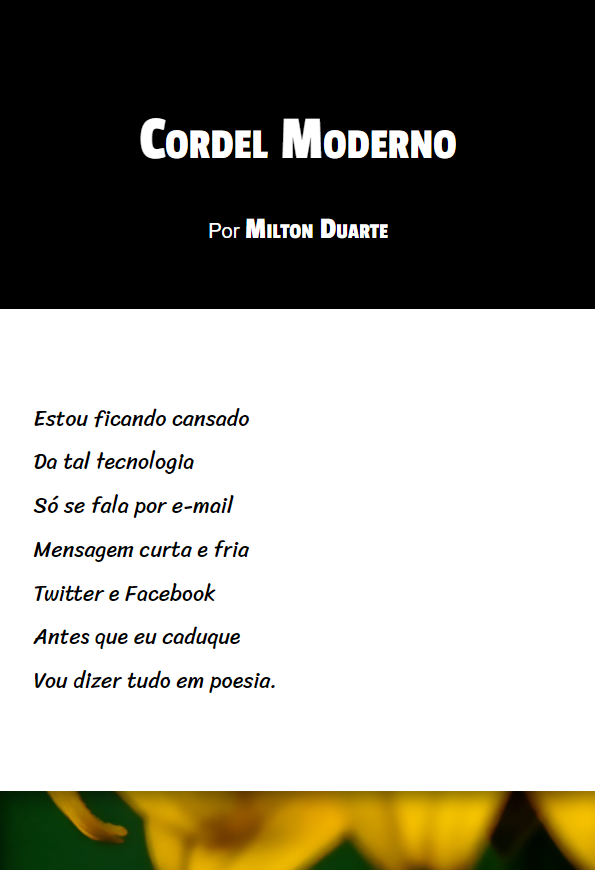 Cordel Moderno
Por Milton Duarte
Estou ficando cansado
Da tal tecnologia
Só se fala por e-mail
Mensagem curta e fria
Twitter e Facebook
Antes que eu caduque
Vou dizer tudo em poesia.